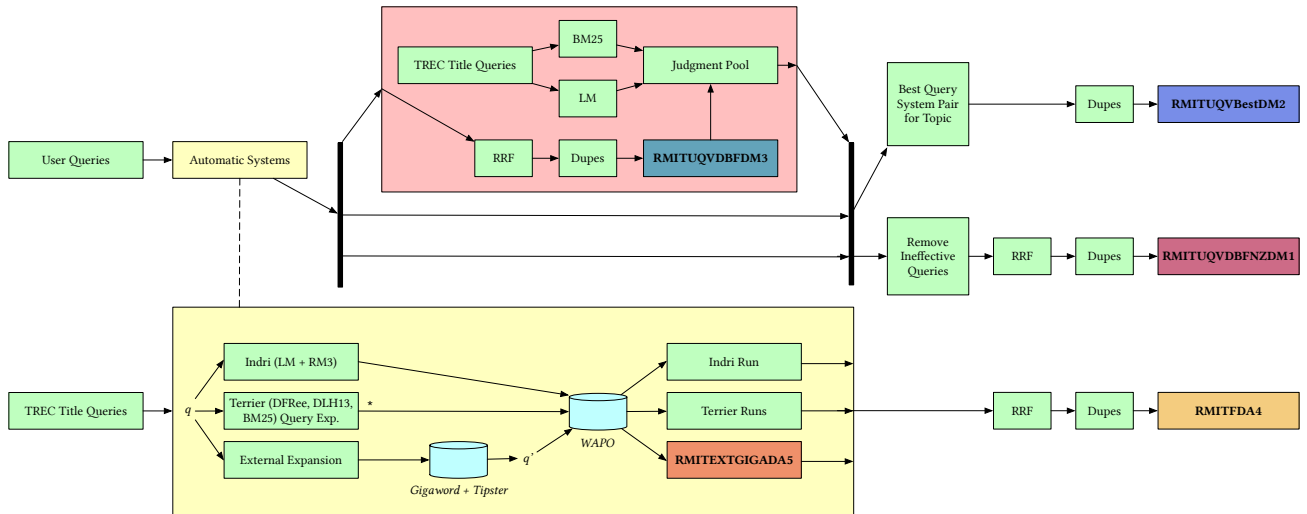 BM25
TREC Title Queries
Judgment Pool
LM
Best Query
System Pair
for Topic
Dupes
RMITUQVBestDM2
User Queries
Automatic Systems
RRF
Dupes
RMITUQVDBFDM3
Remove
Ineffective
Queries
RRF
Dupes
RMITUQVDBFNZDM1
Indri (LM + RM3)
Indri Run
TREC Title Queries
q
Terrier (DFRee, DLH13,
BM25) Query Exp.
*
WAPO
Terrier Runs
RRF
Dupes
RMITFDA4
External Expansion
Gigaword + Tipster
q'
RMITEXTGIGADA5